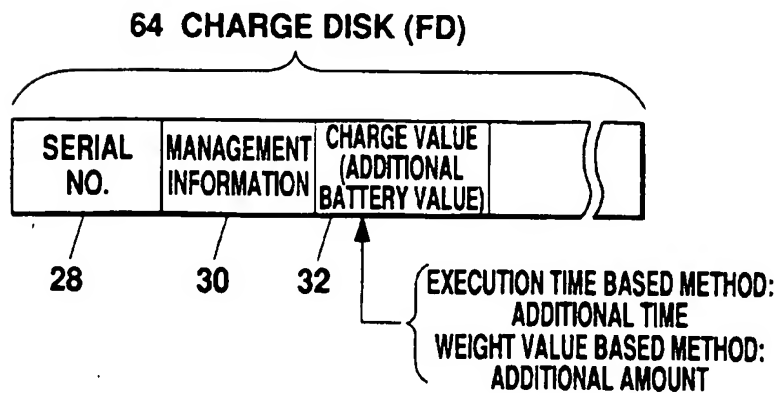 64 CHARGE DISK (FD)
SERIAL NO.
MANAGEMENT INFORMATION
CHARGE VALUE
(ADDITIONAL
BATTERY VALUE)
28
30
32
EXECUTION TIME BASED METHOD:
ADDITIONAL TIME
WEIGHT VALUE BASED METHOD:
ADDITIONAL AMOUNT